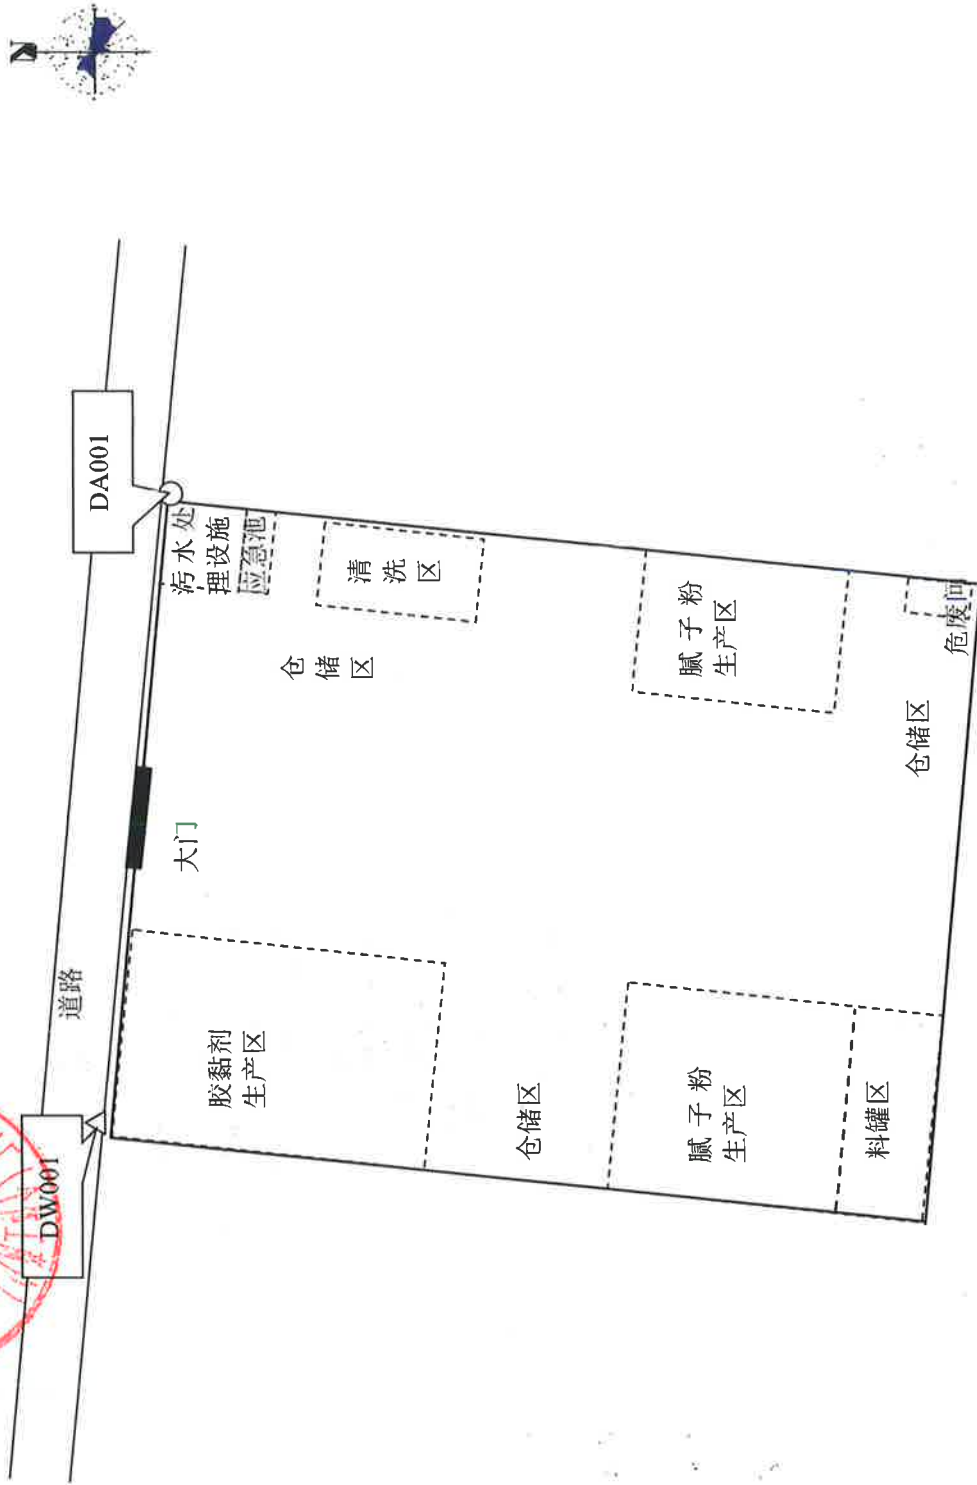 N
DA001
DW001
道路
大门
污水处
理设施
应急池
清
洗
区
仓
储
区
胶黏剂
生产区
仓储区
腻子粉
生产区
腻子粉
生产区
料罐区
仓储区
危废间